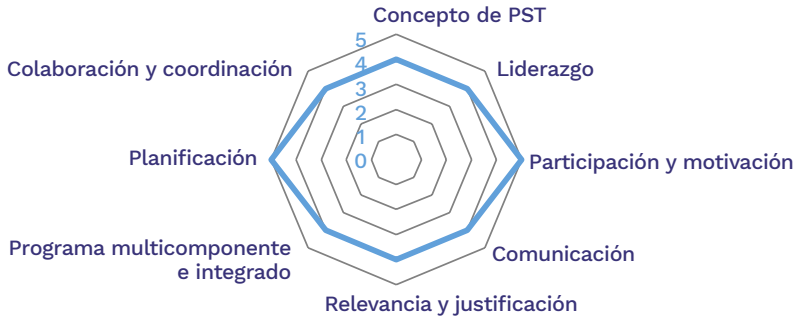 Concepto de PST
5
Colaboración y coordinación
4
Liderazgo
3
2
1
Planificación
0
Participación y motivación
Programa multicomponente
e integrado
Comunicación
Relevancia y justificación